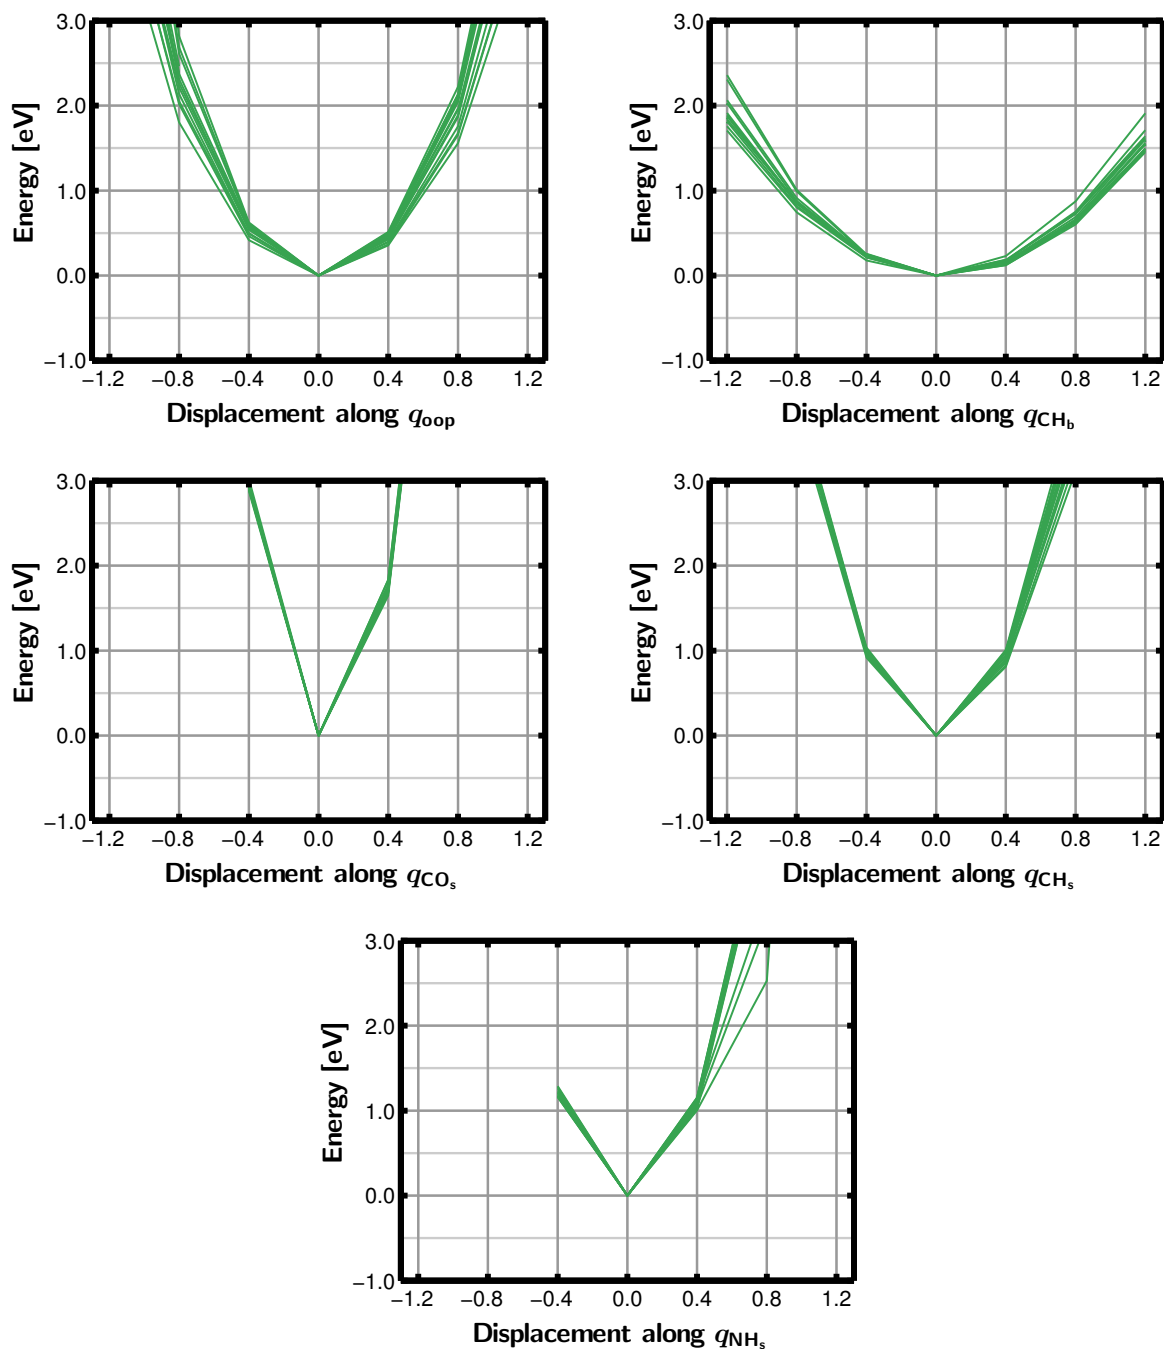 3.0 3.0
2.0 2.0
Energy [eV] Energy [eV]
1.0 1.0
0.0 0.0
−1.0 −1.0
−1.2 −0.8 −0.4 0.0 0.4 0.8 1.2 −1.2 −0.8 −0.4 0.0 0.4 0.8 1.2
Displacement along qoop Displacement along qCHb
3.0 3.0
2.0 2.0
Energy [eV] Energy [eV]
1.0 1.0
0.0 0.0
−1.0 −1.0
−1.2 −0.8 −0.4 0.0 0.4 0.8 1.2 −1.2 −0.8 −0.4 0.0 0.4 0.8 1.2
Displacement along qCOs Displacement along qCHs
3.0
2.0
Energy [eV]
1.0
0.0
−1.0
−1.2 −0.8 −0.4 0.0 0.4 0.8 1.2
Displacement along qNHs